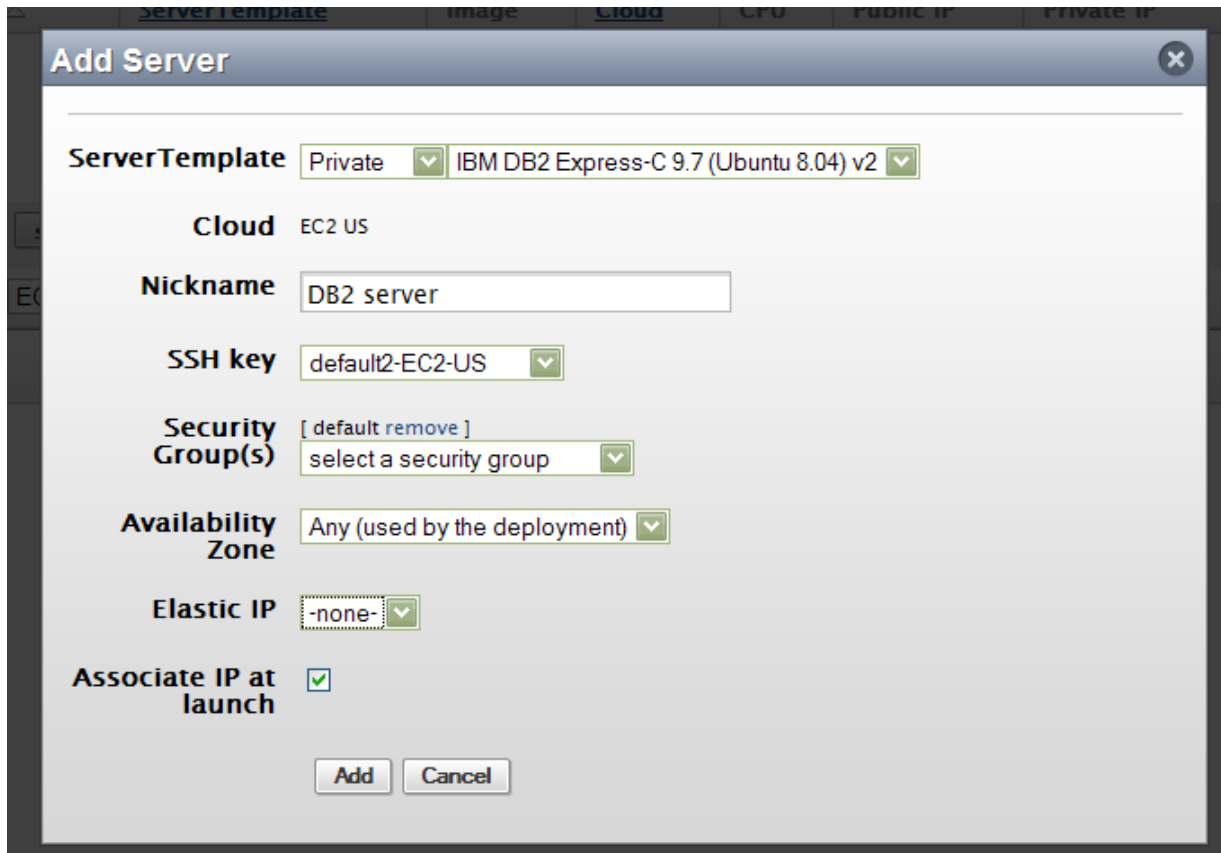 ServerTemplate Image Cloud CPU Public IP Private IP
Add Server
ServerTemplate Private IBM DB2 Express-C 9.7 (Ubuntu 8.04) v2
Cloud EC2 US
Nickname DB2 server
SSH key default2-EC2-US
Security [ default remove ]
Group(s) select a security group
Availability Any (used by the deployment)
Zone
Elastic IP -none-
Associate IP at
launch
Add Cancel